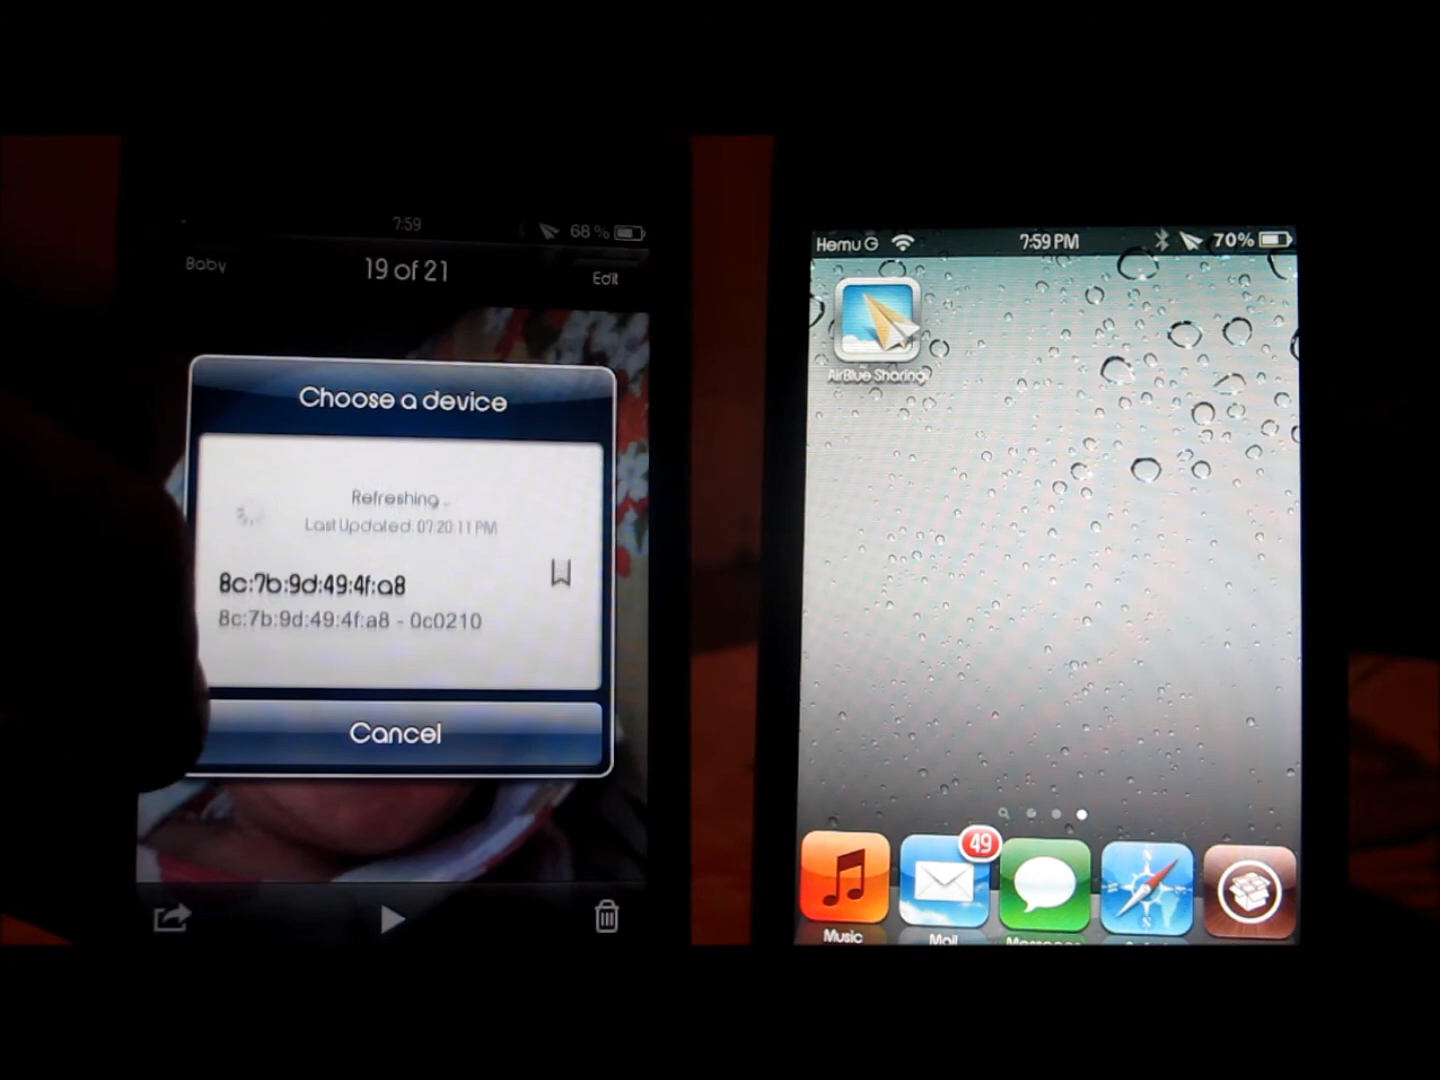 7:59
68%
Baby
19 of 21
Edit
Choose a device
Refreshing...
Last Updated: 07:20:11 PM
8c:7b:9d:49:4f:a8
8c:7b:9d:49:4f:a8 - 0c0210
Cancel
Hemu G
7:59 PM
70%
AirBlue Sharing
49
Music
Mail